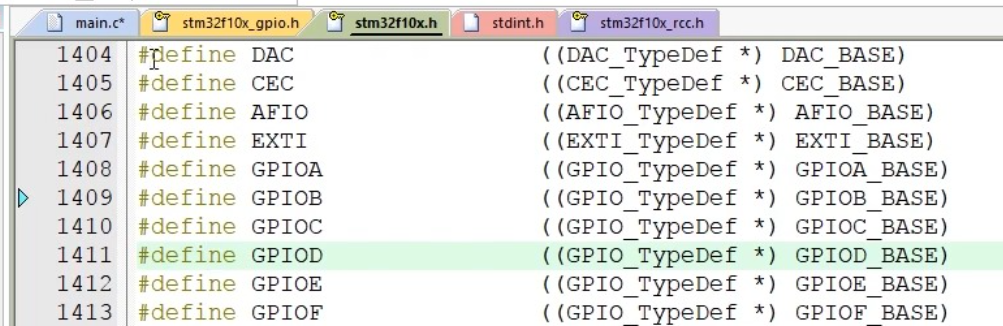 main.c* stm32f10x_gpio.h stm32f10x.h stdint.h stm32f10x_rcc.h
1404 #define DAC ((DAC_TypeDef *) DAC_BASE)
1405 #define CEC ((CEC_TypeDef *) CEC_BASE)
1406 #define AFIO ((AFIO_TypeDef *) AFIO_BASE)
1407 #define EXTI ((EXTI_TypeDef *) EXTI_BASE)
1408 #define GPIOA ((GPIO_TypeDef *) GPIOA_BASE)
1409 #define GPIOB ((GPIO_TypeDef *) GPIOB_BASE)
1410 #define GPIOC ((GPIO_TypeDef *) GPIOC_BASE)
1411 #define GPIOD ((GPIO_TypeDef *) GPIOD_BASE)
1412 #define GPIOE ((GPIO_TypeDef *) GPIOE_BASE)
1413 #define GPIOF ((GPIO_TypeDef *) GPIOF_BASE)